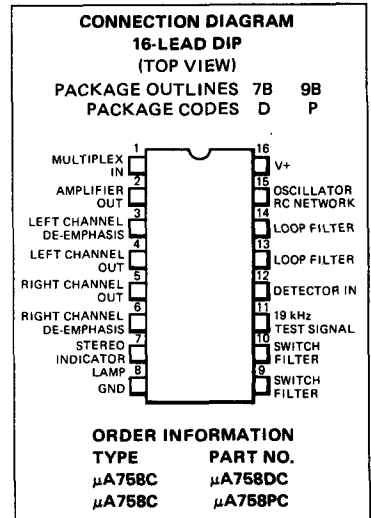 CONNECTION DIAGRAM
16-LEAD DIP
(TOP VIEW)
PACKAGE OUTLINES 7B 9B
PACKAGE CODES D P
1
MULTIPLEX
IN
2
AMPLIFIER
OUT
3
LEFT CHANNEL
DE-EMPHASIS
4
LEFT CHANNEL
OUT
5
RIGHT CHANNEL
OUT
6
RIGHT CHANNEL
DE-EMPHASIS
7
STEREO
INDICATOR
LAMP
8
GND
16
V+
15
OSCILLATOR
RC NETWORK
14
LOOP FILTER
13
LOOP FILTER
12
DETECTOR IN
11
19 kHz
TEST SIGNAL
10
SWITCH
FILTER
9
SWITCH
FILTER
ORDER INFORMATION
TYPE PART NO.
μA758C μA758DC
μA758C μA758PC